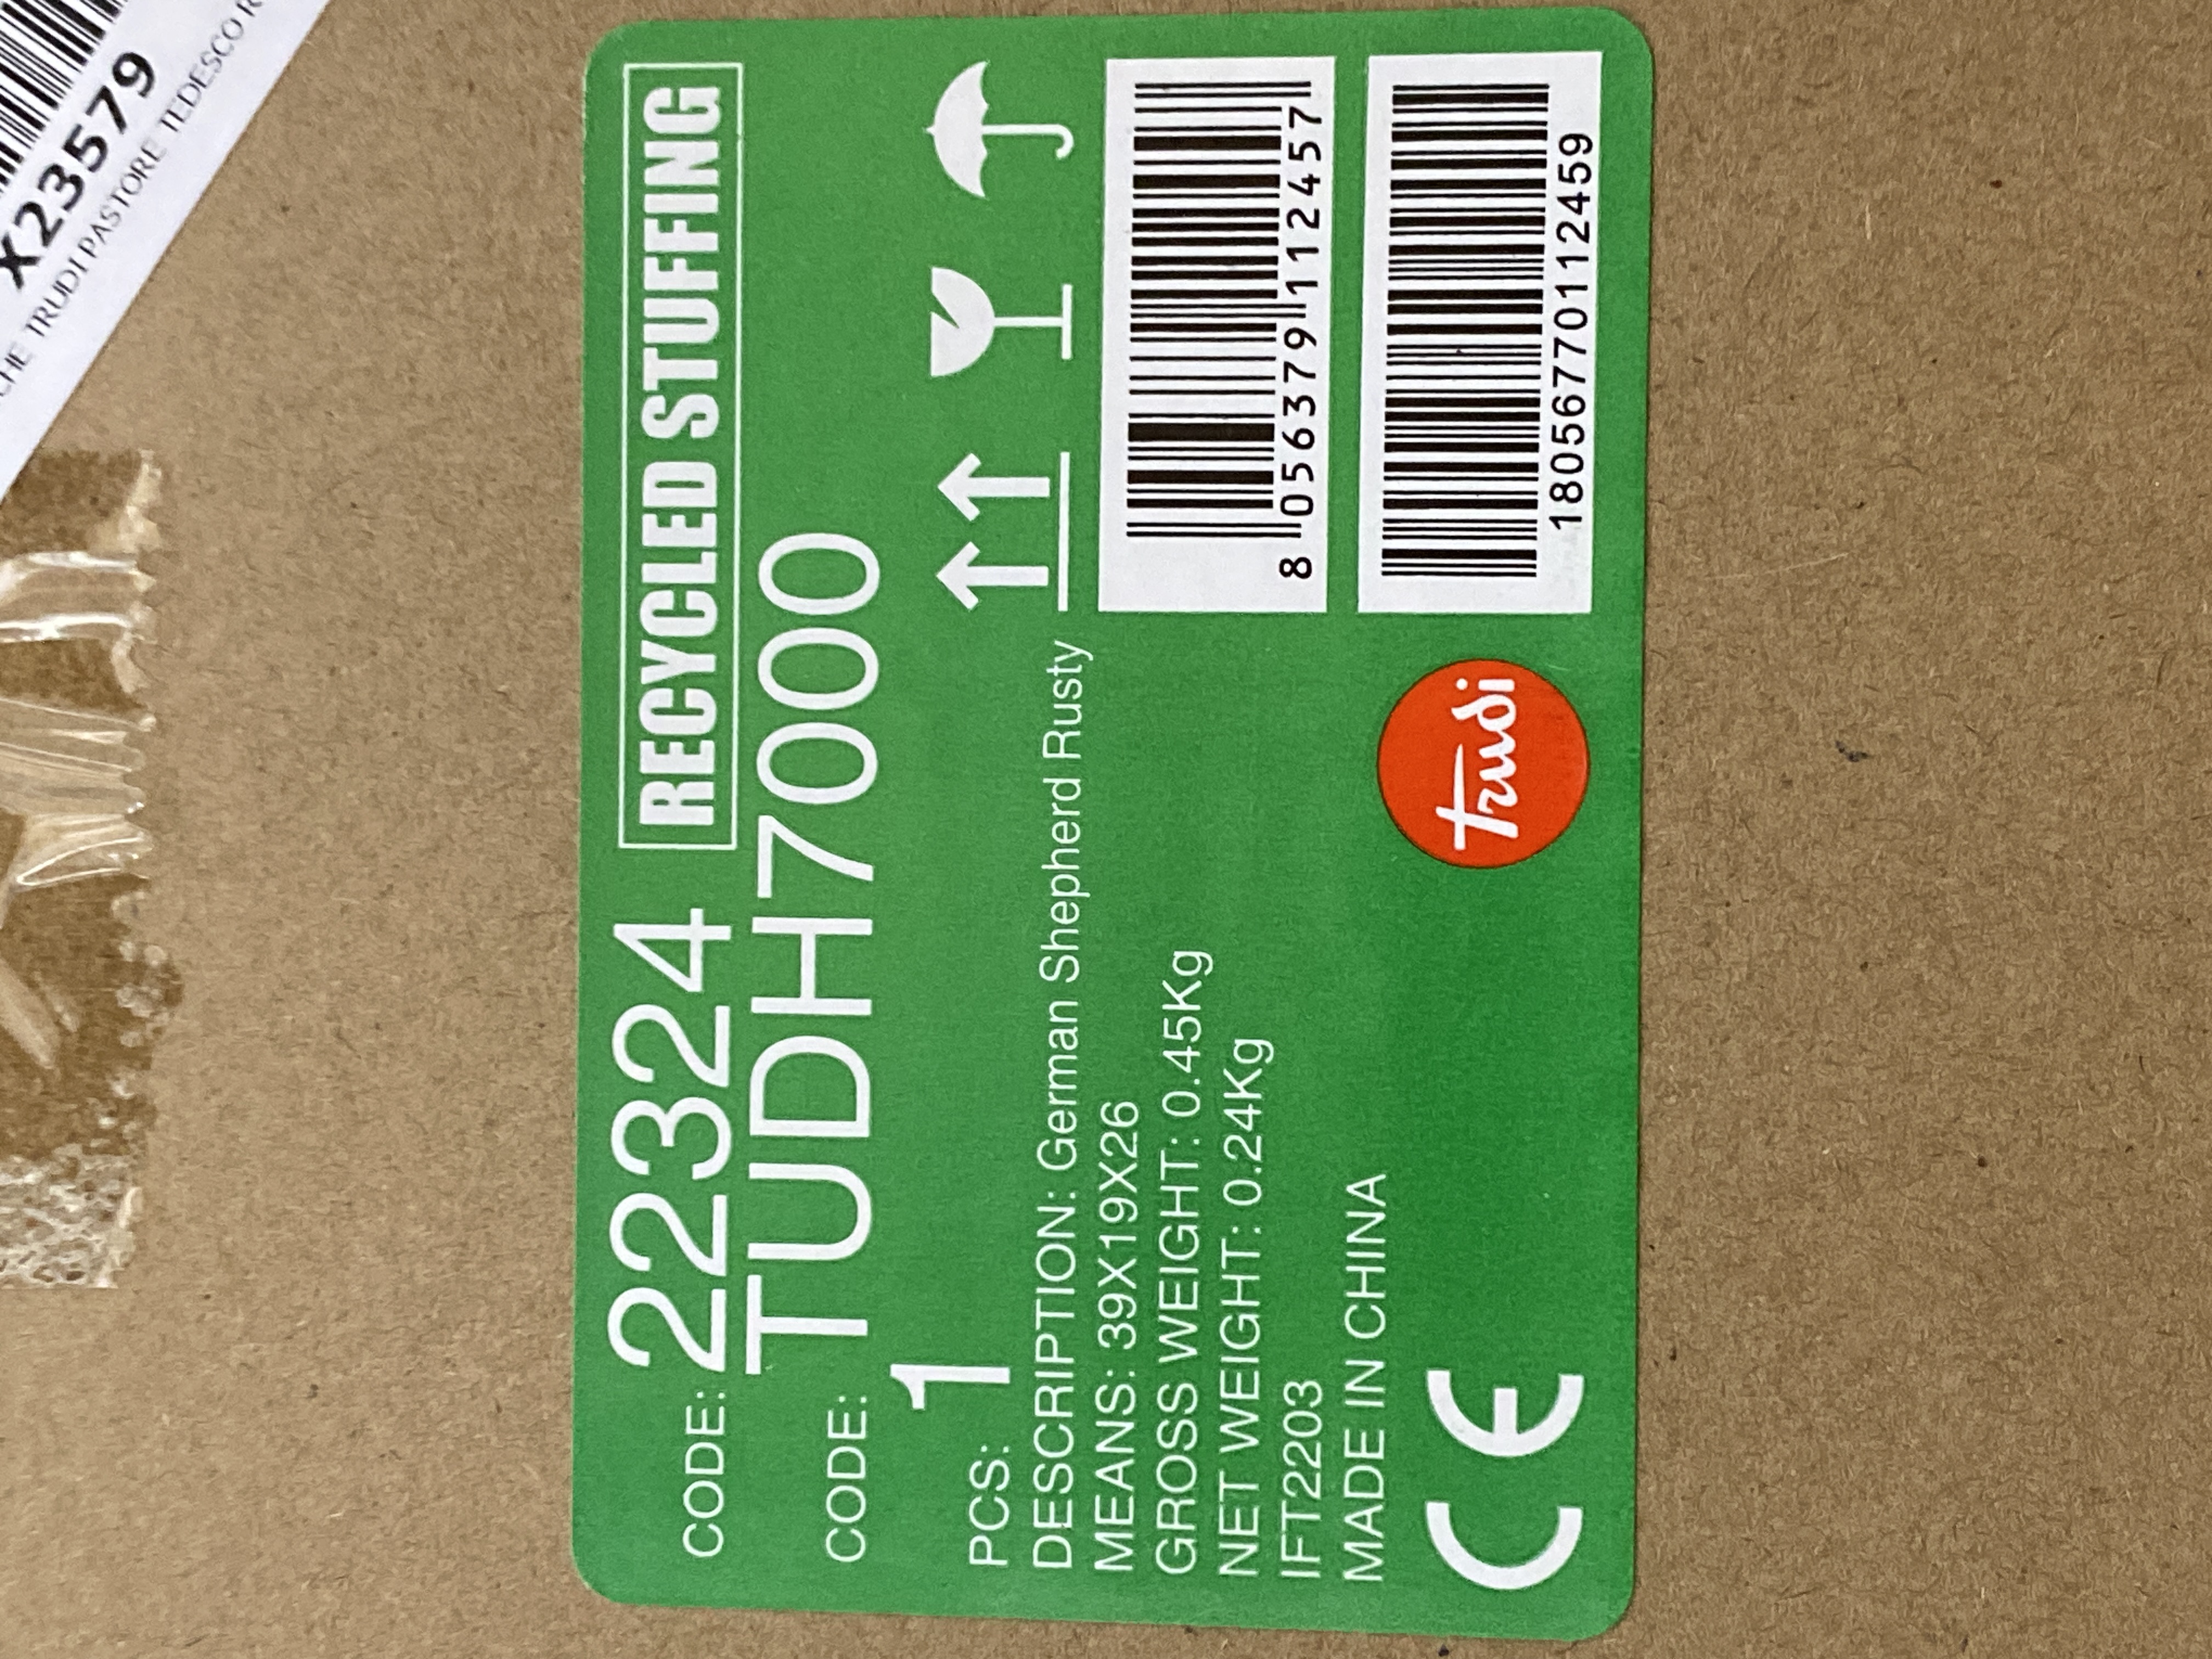 X23579
CHE TRUDI PASTORE TEDESCO R
CODE: 22324 RECYCLED STUFFING
CODE: TUDH7000
PCS: 1
DESCRIPTION: German Shepherd Rusty
MEANS: 39X19X26
GROSS WEIGHT: 0.45Kg
NET WEIGHT: 0.24Kg
IFT2203
MADE IN CHINA
CE
trudi
8 056379 112457
18056770112459